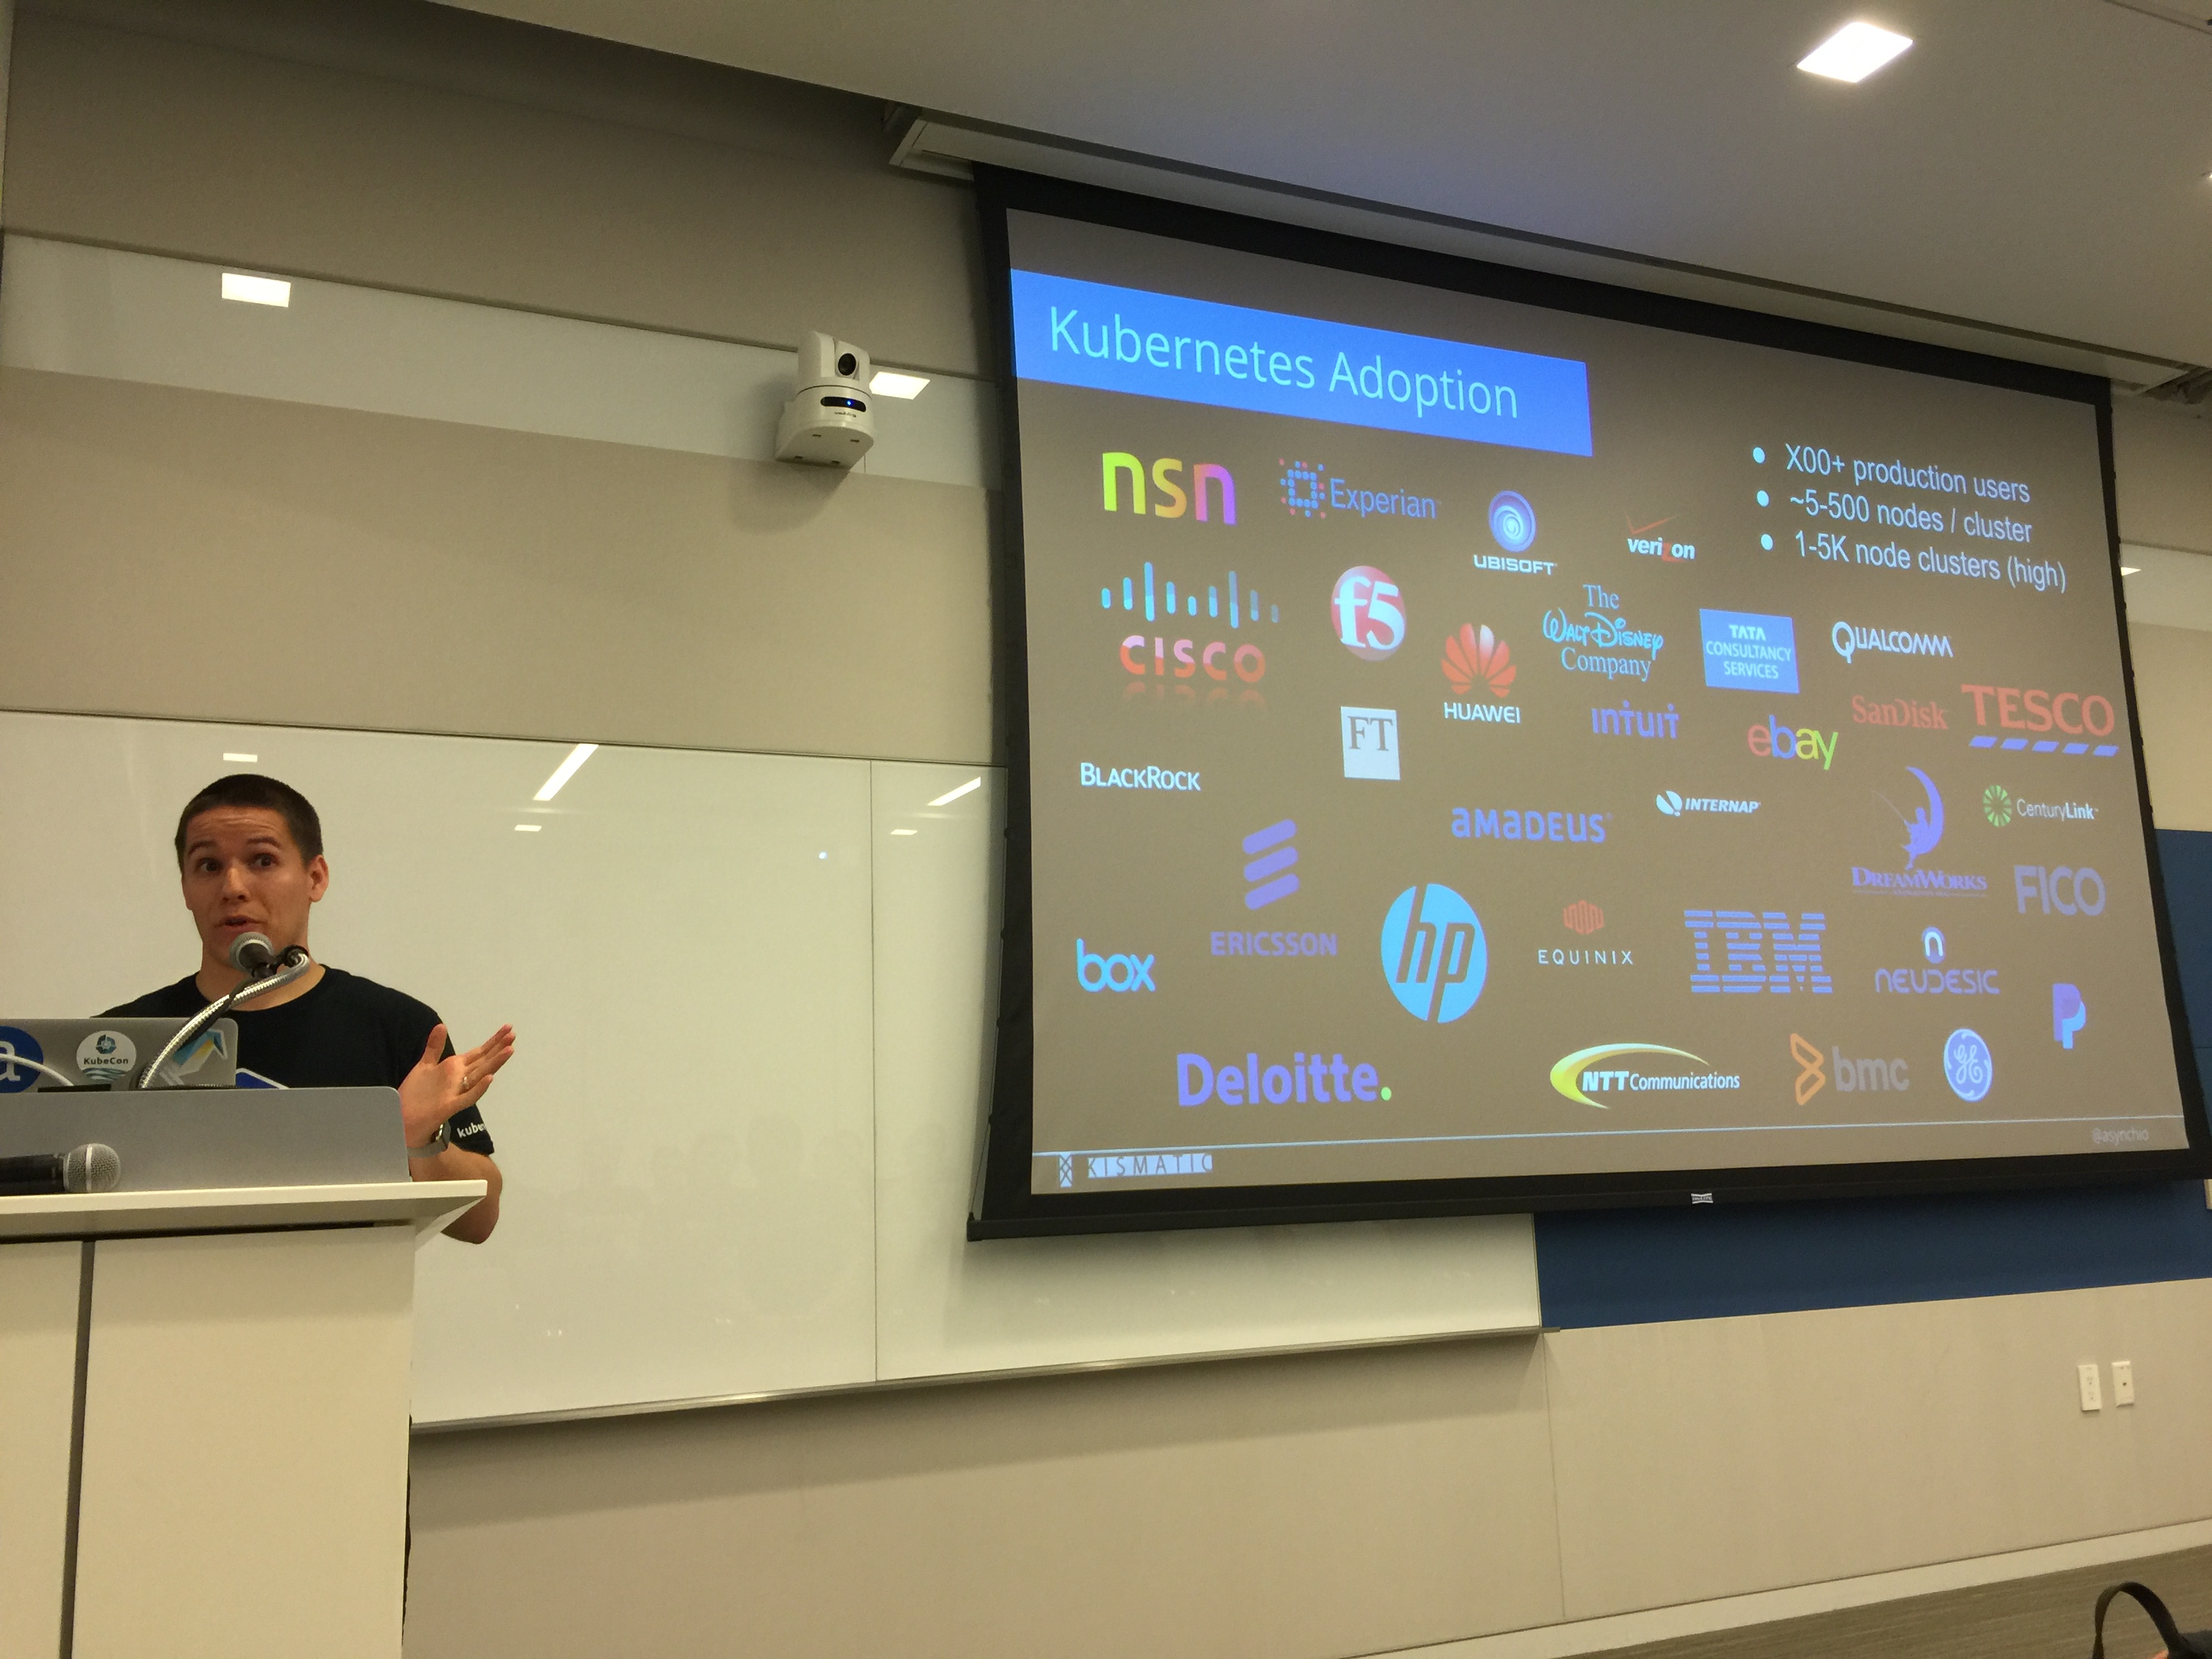 Kubernetes Adoption
X00+ production users
~5-500 nodes / cluster
1-5K node clusters (high)
nsn
Experian
UBISOFT
verizon
CISCO
f5
HUAWEI
The
WALT DISNEY
Company
TATA
CONSULTANCY
SERVICES
QUALCOMM
FT
intuit
ebay
SanDisk
TESCO
BLACKROCK
amadeus
INTERNAP
DREAMWORKS
CenturyLink
FICO
ERICSSON
box
hp
EQUINIX
IBM
NEUDESIC
Deloitte.
NTT Communications
bmc
GE
P
KISMATIC
@asynchio
a
KubeCon
kuber